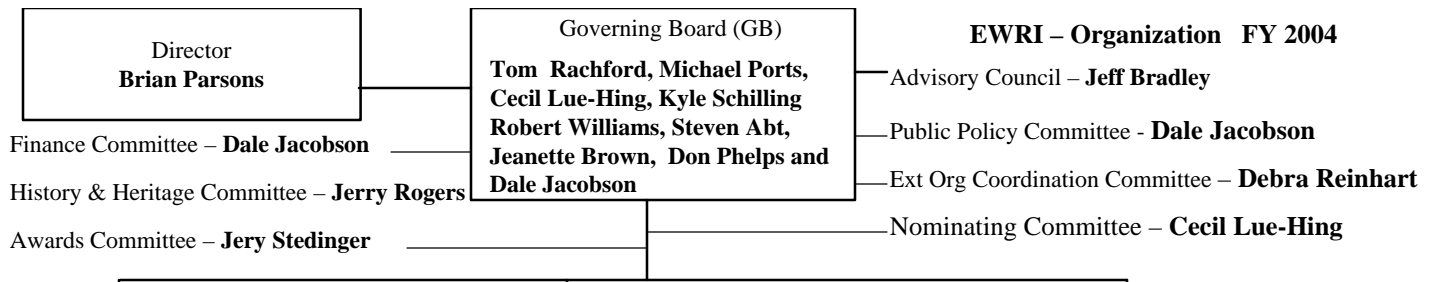 Director
Brian Parsons
Governing Board (GB)
Tom Rachford, Michael Ports,
Cecil Lue-Hing, Kyle Schilling
Robert Williams, Steven Abt,
Jeanette Brown, Don Phelps and
Dale Jacobson
EWRI – Organization FY 2004
Advisory Council – Jeff Bradley
Public Policy Committee - Dale Jacobson
Ext Org Coordination Committee – Debra Reinhart
Nominating Committee – Cecil Lue-Hing
Finance Committee – Dale Jacobson
History & Heritage Committee – Jerry Rogers
Awards Committee – Jery Stedinger